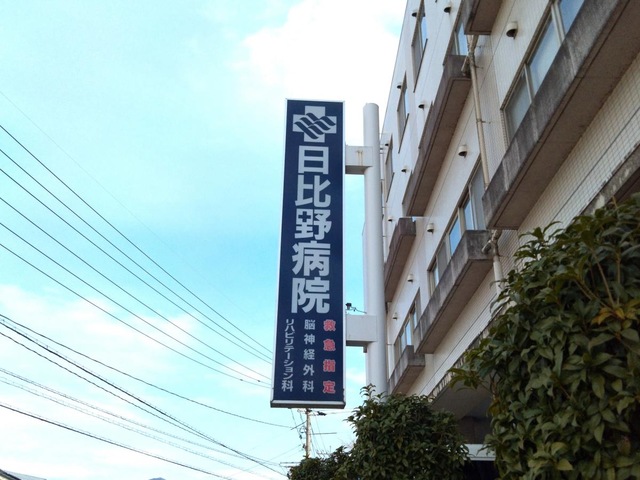 日比野病院
救急指定
脳神経外科
リハビリテーション科